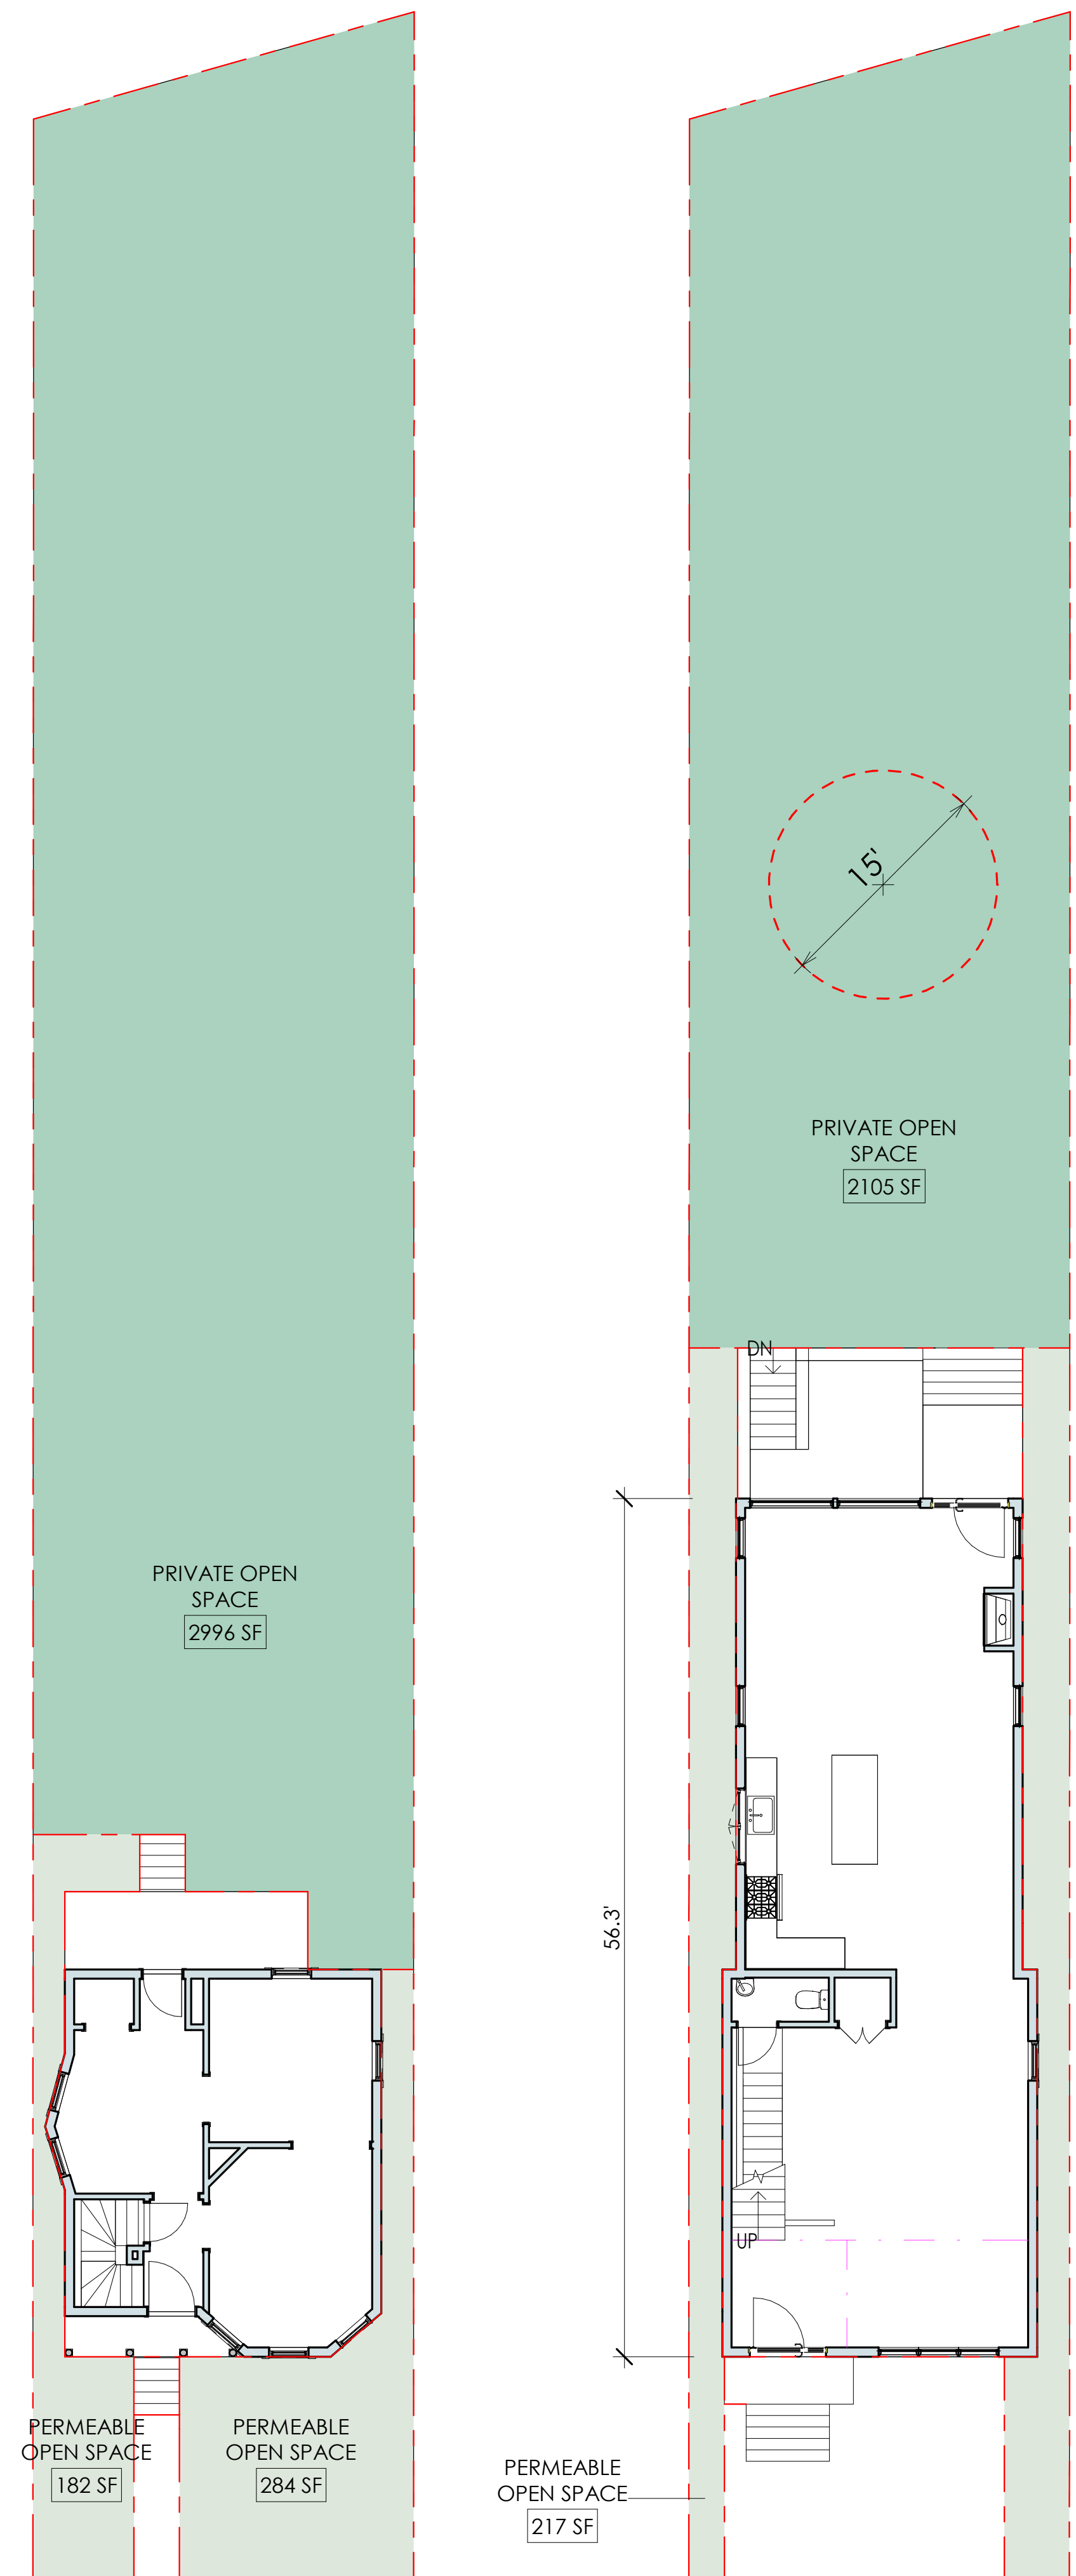 15'
PRIVATE OPEN
SPACE
2105 SF
DN
PRIVATE OPEN
SPACE
2996 SF
56.3'
UP
PERMEABLE
OPEN SPACE
182 SF
PERMEABLE
OPEN SPACE
284 SF
PERMEABLE
OPEN SPACE
217 SF